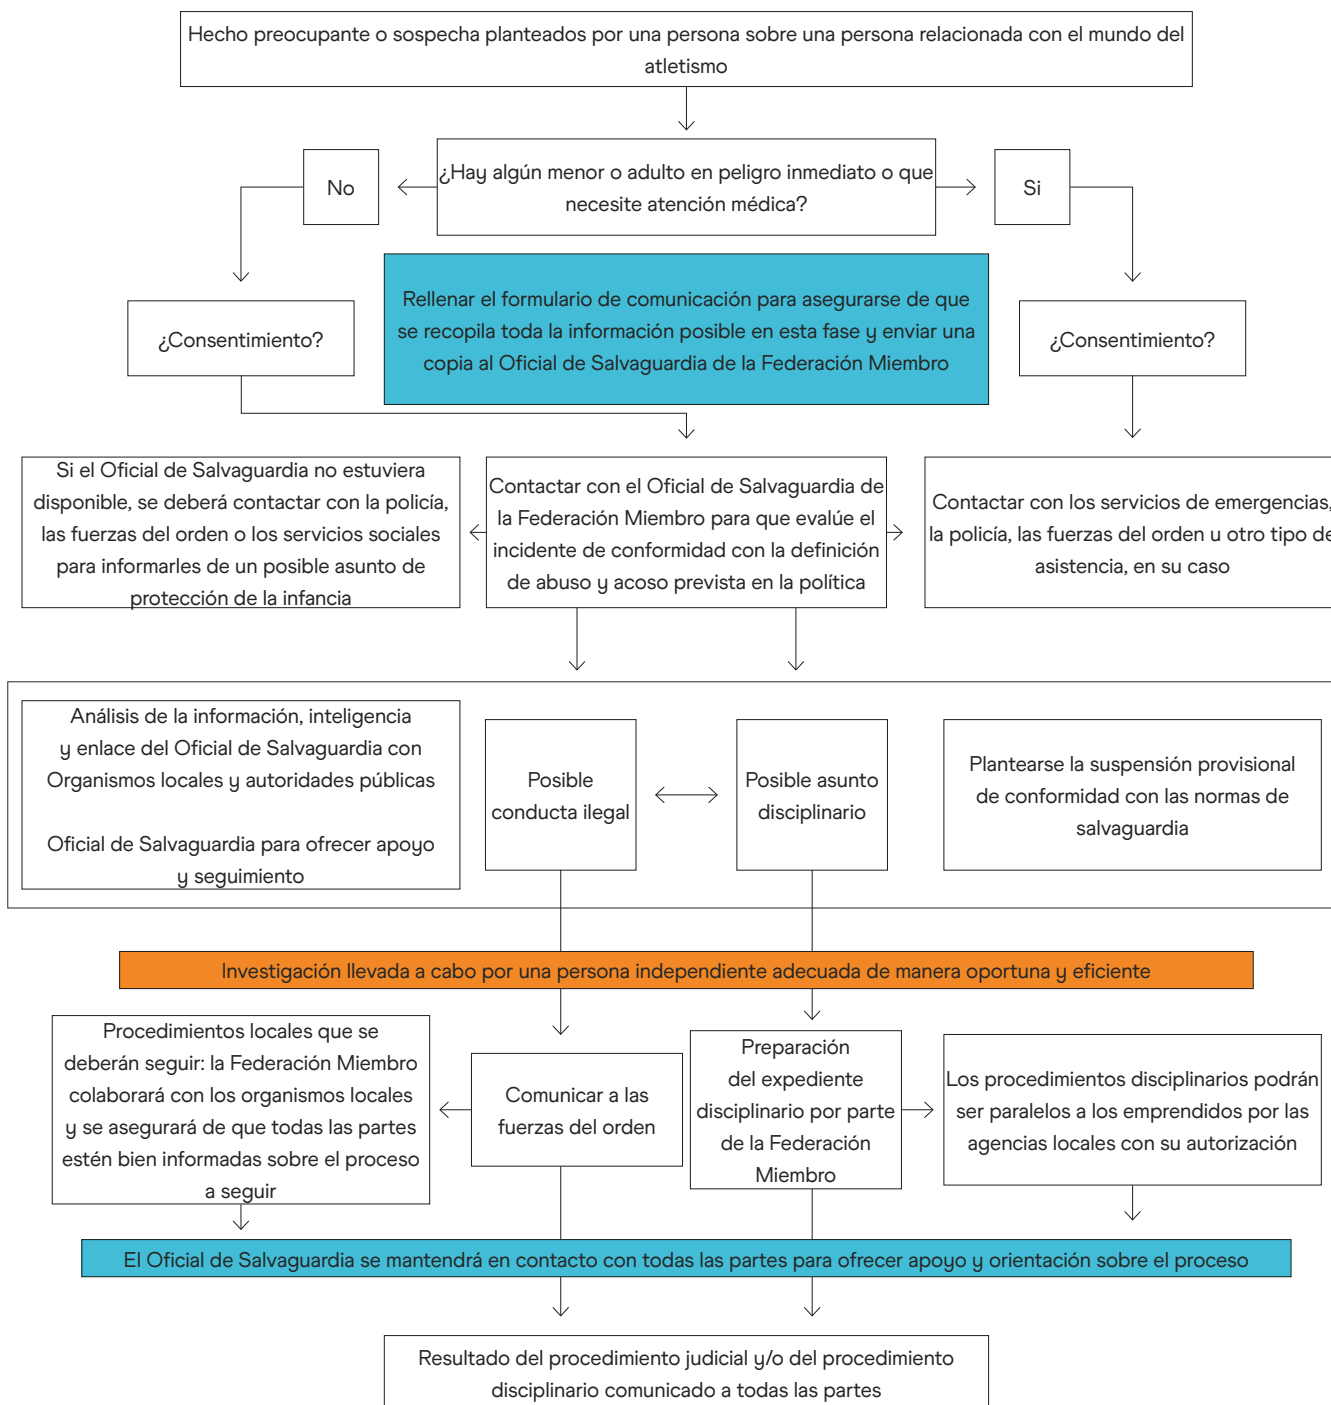 Hecho preocupante o sospecha planteados por una persona sobre una persona relacionada con el mundo del
atletismo
No
¿Hay algún menor o adulto en peligro inmediato o que
necesite atención médica?
Si
Rellenar el formulario de comunicación para asegurarse de que
se recopila toda la información posible en esta fase y enviar una
copia al Oficial de Salvaguardia de la Federación Miembro
¿Consentimiento?
¿Consentimiento?
Si el Oficial de Salvaguardia no estuviera
disponible, se deberá contactar con la policía,
las fuerzas del orden o los servicios sociales
para informarles de un posible asunto de
protección de la infancia
Contactar con el Oficial de Salvaguardia de
la Federación Miembro para que evalúe el
incidente de conformidad con la definición
de abuso y acoso prevista en la política
Contactar con los servicios de emergencias,
la policía, las fuerzas del orden u otro tipo de
asistencia, en su caso
Análisis de la información, inteligencia
y enlace del Oficial de Salvaguardia con
Organismos locales y autoridades públicas
Oficial de Salvaguardia para ofrecer apoyo
y seguimiento
Posible
conducta ilegal
Posible asunto
disciplinario
Plantearse la suspensión provisional
de conformidad con las normas de
salvaguardia
Investigación llevada a cabo por una persona independiente adecuada de manera oportuna y eficiente
Procedimientos locales que se
deberán seguir: la Federación Miembro
colaborará con los organismos locales
y se asegurará de que todas las partes
estén bien informadas sobre el proceso
a seguir
Comunicar a las
fuerzas del orden
Preparación
del expediente
disciplinario por parte
de la Federación
Miembro
Los procedimientos disciplinarios podrán
ser paralelos a los emprendidos por las
agencias locales con su autorización
El Oficial de Salvaguardia se mantendrá en contacto con todas las partes para ofrecer apoyo y orientación sobre el proceso
Resultado del procedimiento judicial y/o del procedimiento
disciplinario comunicado a todas las partes